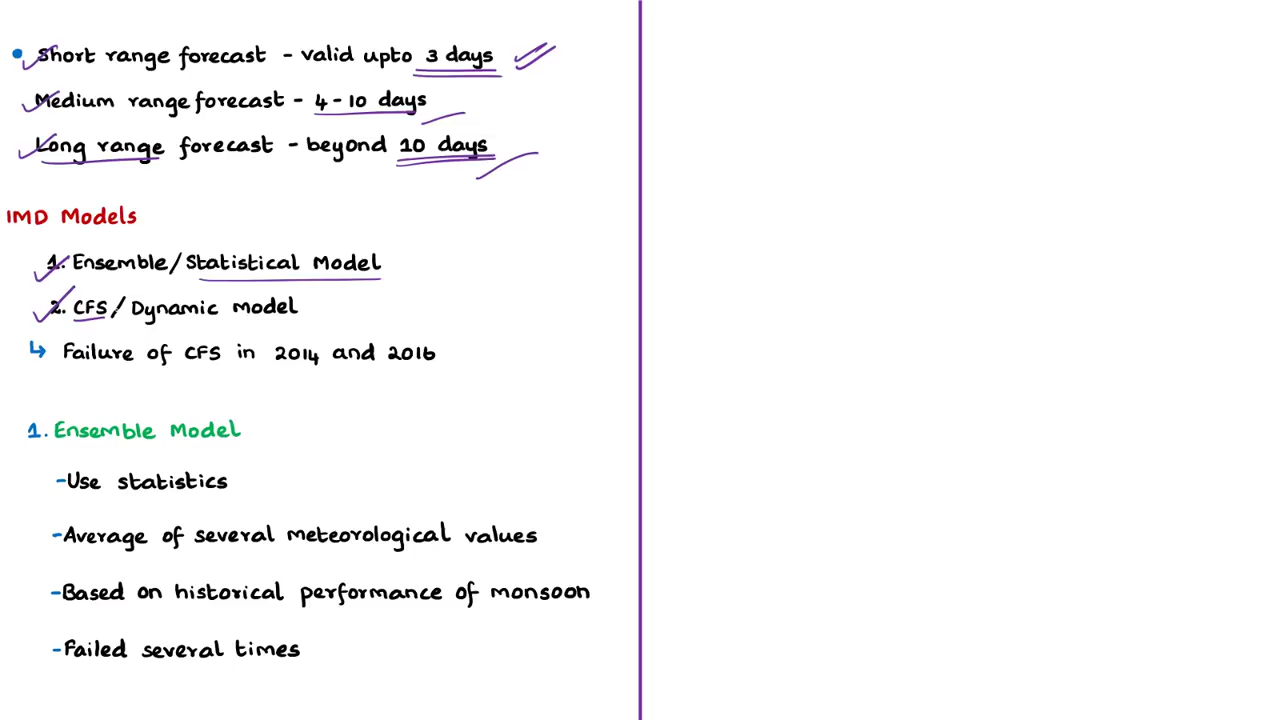 • Short range forecast - valid upto 3 days
Medium range forecast - 4-10 days
Long range forecast - beyond 10 days
IMD Models
1. Ensemble/Statistical Model
2. CFS/Dynamic model
↳ Failure of CFS in 2014 and 2016
1. Ensemble Model
-Use statistics
-Average of several meteorological values
-Based on historical performance of monsoon
-Failed several times